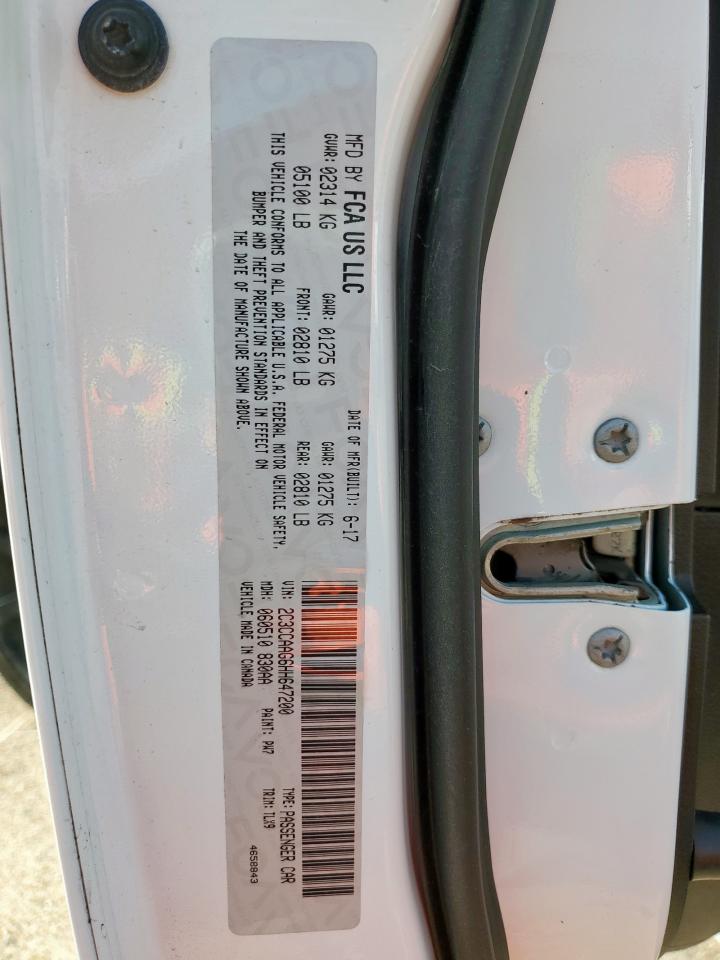 MFD BY FCA US LLC
DATE OF MFR(BUILT): 6-17
GVWR: 02314 KG GAWR: 01275 KG GAWR: 01275 KG
05100 LB FRONT: 02810 LB REAR: 02810 LB
THIS VEHICLE CONFORMS TO ALL APPLICABLE U.S.A. FEDERAL MOTOR VEHICLE SAFETY,
BUMPER AND THEFT PREVENTION STANDARDS IN EFFECT ON
THE DATE OF MANUFACTURE SHOWN ABOVE.
VIN: 2C3CCAAG6HH647200 TYPE: PASSENGER CAR
MDH: 060510 830AA PAINT: PW7 TRIM: TLX9
VEHICLE MADE IN CANADA 4658843